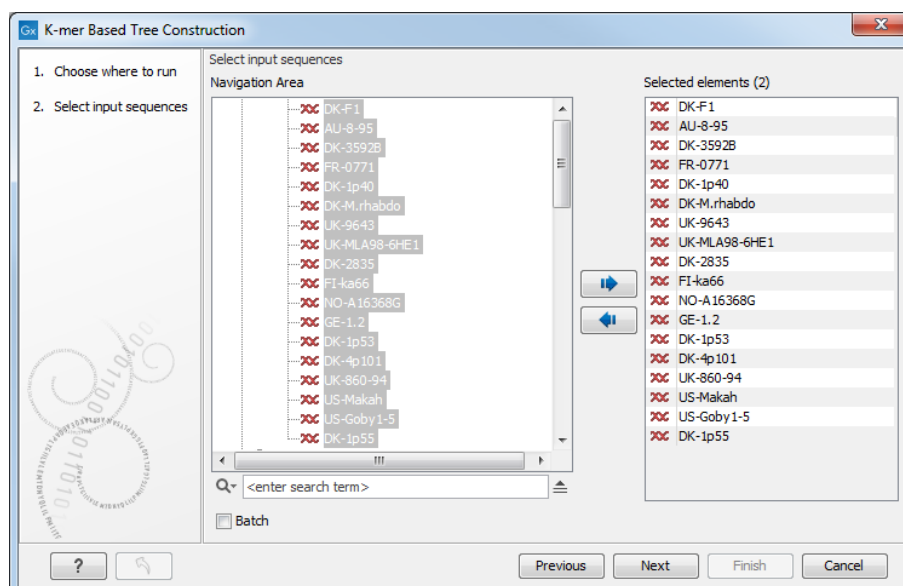 Gx K-mer Based Tree Construction
1. Choose where to run
2. Select input sequences
Select input sequences
Navigation Area
DK-F1
AU-8-95
DK-3592B
FR-0771
DK-1p40
DK-M.rhabdo
UK-9643
UK-MLA98-6HE1
DK-2835
FI-ka66
NO-A16368G
GE-1.2
DK-1p53
DK-4p101
UK-860-94
US-Makah
US-Goby1-5
DK-1p55
<enter search term>
Batch
Selected elements (2)
DK-F1
AU-8-95
DK-3592B
FR-0771
DK-1p40
DK-M.rhabdo
UK-9643
UK-MLA98-6HE1
DK-2835
FI-ka66
NO-A16368G
GE-1.2
DK-1p53
DK-4p101
UK-860-94
US-Makah
US-Goby1-5
DK-1p55
?
Previous
Next
Finish
Cancel